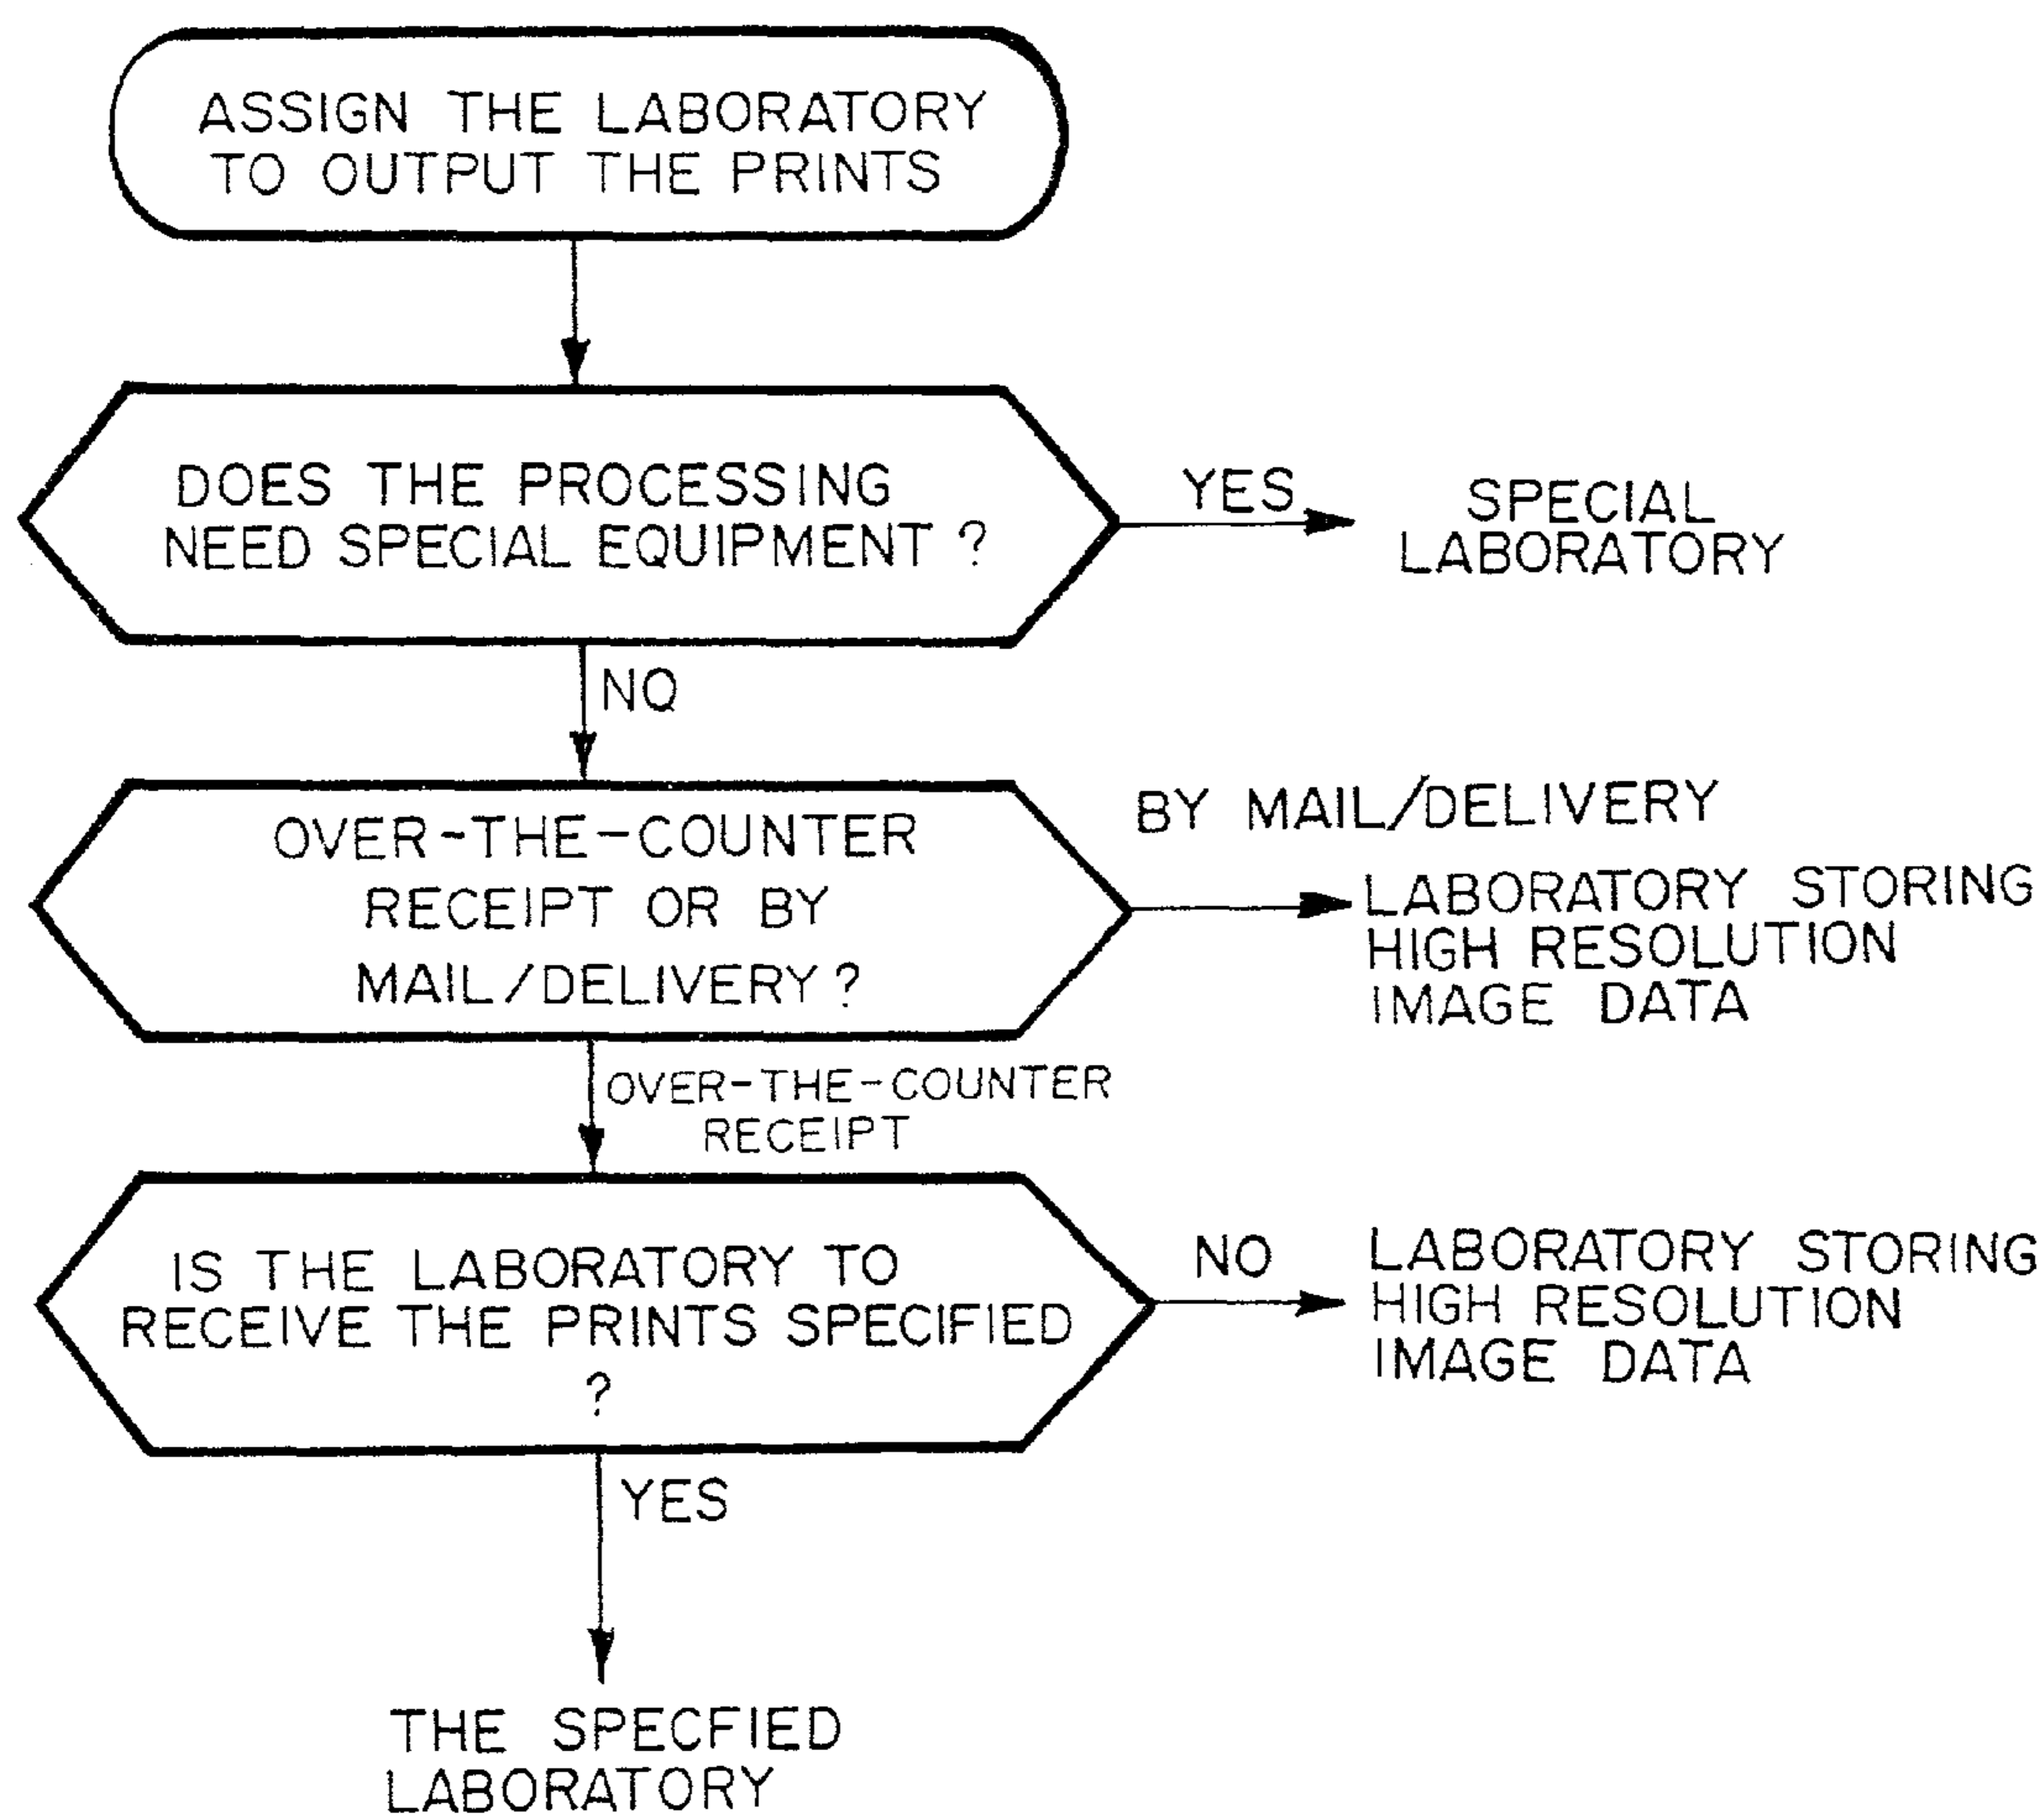 ASSIGN THE LABORATORY
TO OUTPUT THE PRINTS
DOES THE PROCESSING
NEED SPECIAL EQUIPMENT ?
YES
SPECIAL
LABORATORY
NO
OVER-THE-COUNTER
RECEIPT OR BY
MAIL/DELIVERY ?
BY MAIL/DELIVERY
LABORATORY STORING
HIGH RESOLUTION
IMAGE DATA
OVER-THE-COUNTER
RECEIPT
IS THE LABORATORY TO
RECEIVE THE PRINTS SPECIFIED
?
NO
LABORATORY STORING
HIGH RESOLUTION
IMAGE DATA
YES
THE SPECFIED
LABORATORY